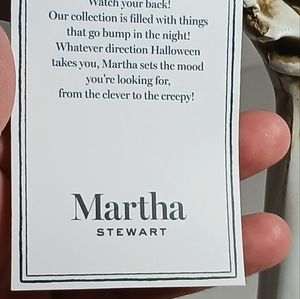 Watch your back!
Our collection is filled with things
that go bump in the night!
Whatever direction Halloween
takes you, Martha sets the mood
you're looking for,
from the clever to the creepy!
Martha
STEWART